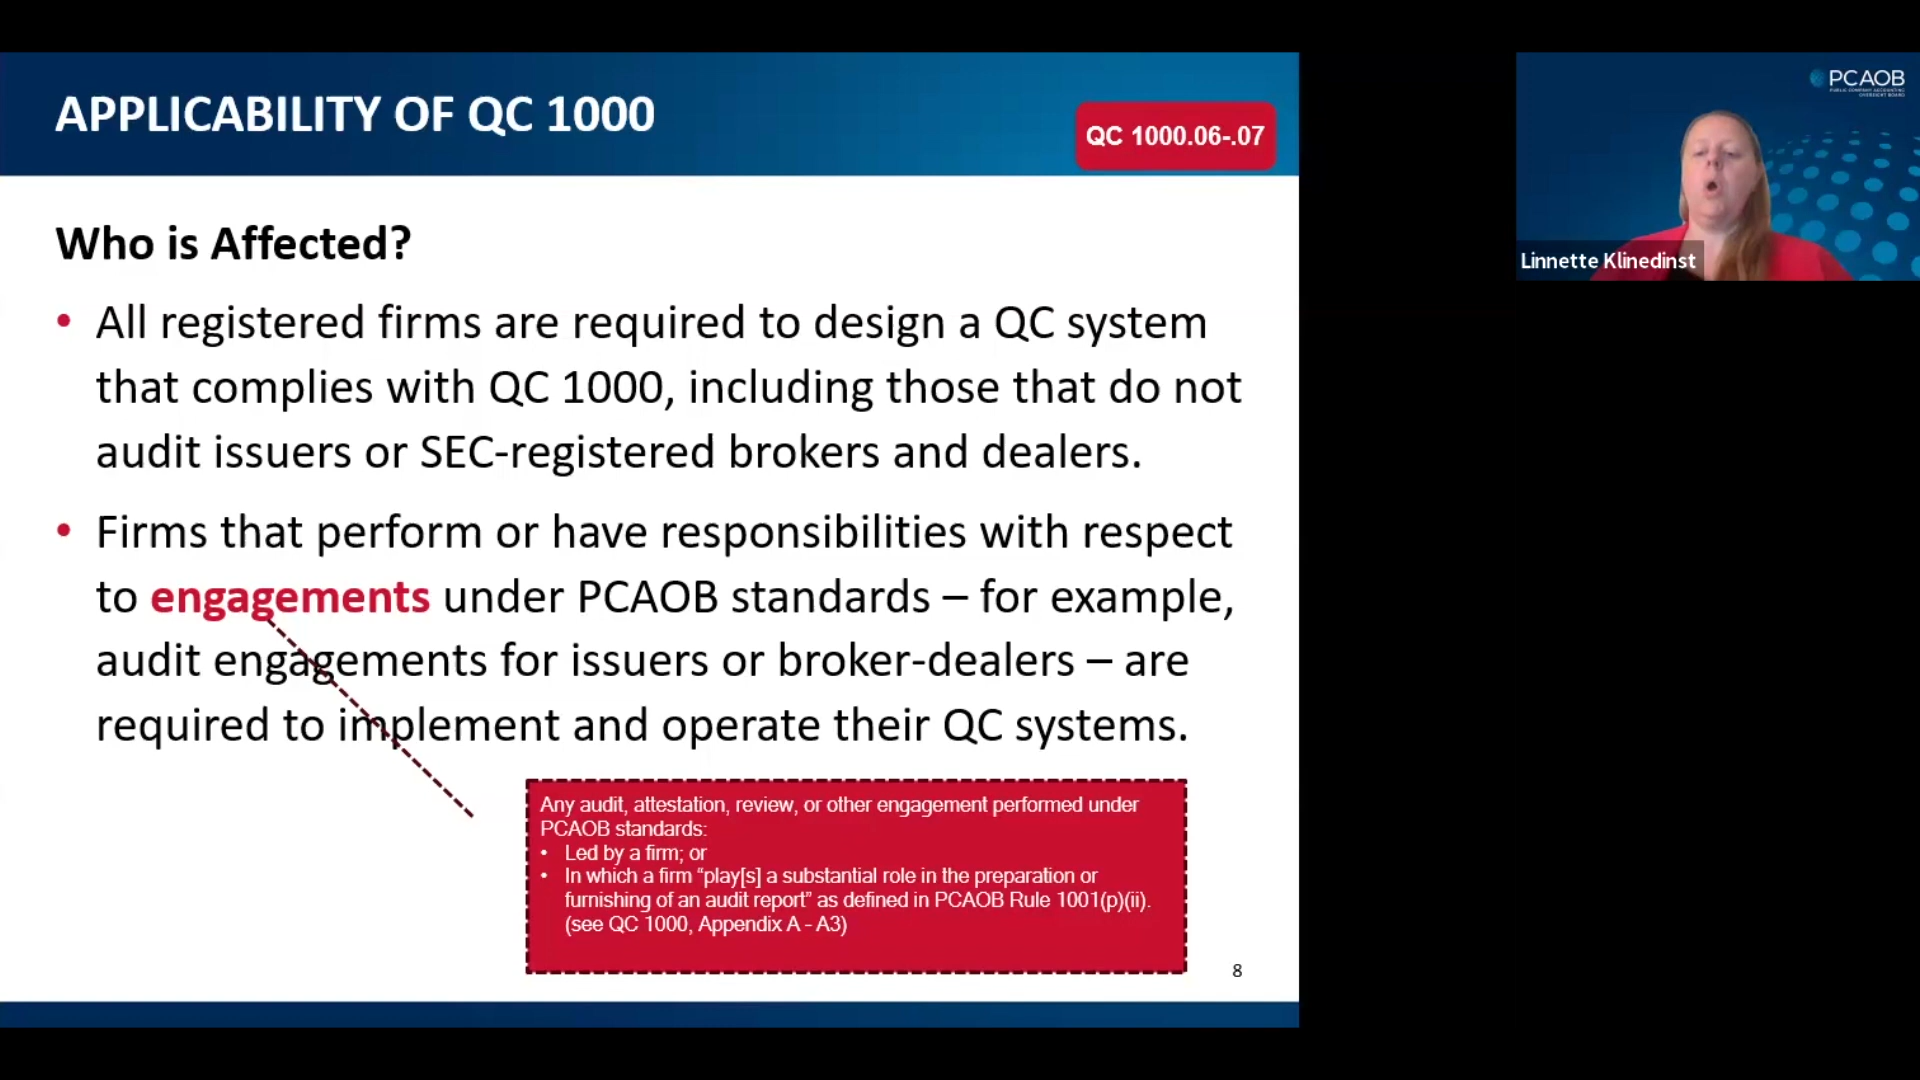 APPLICABILITY OF QC 1000
QC 1000.06-.07
Who is Affected?
• All registered firms are required to design a QC system
that complies with QC 1000, including those that do not
audit issuers or SEC-registered brokers and dealers.
• Firms that perform or have responsibilities with respect
to engagements under PCAOB standards – for example,
audit engagements for issuers or broker-dealers – are
required to implement and operate their QC systems.
Any audit, attestation, review, or other engagement performed under
PCAOB standards:
• Led by a firm; or
• In which a firm “play[s] a substantial role in the preparation or
furnishing of an audit report” as defined in PCAOB Rule 1001(p)(ii).
(see QC 1000, Appendix A - A3)
8
PCAOB
PUBLIC COMPANY ACCOUNTING
OVERSIGHT BOARD
Linnette Klinedinst